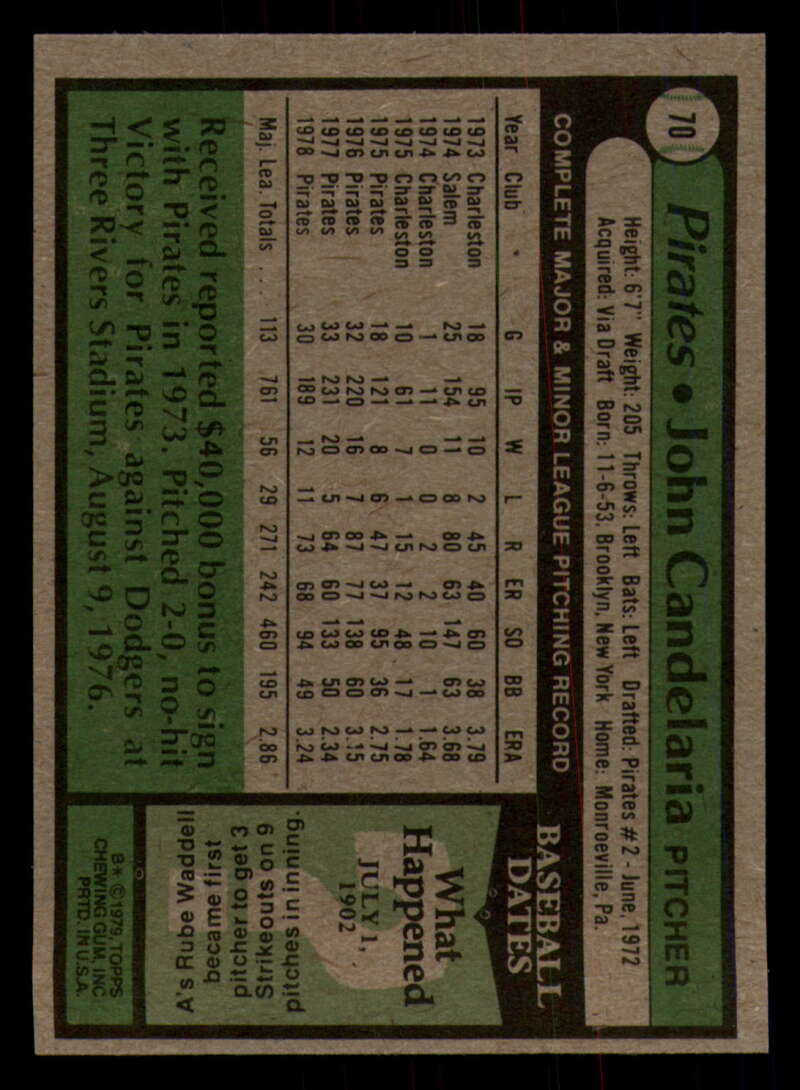 70
Pirates • John Candelaria PITCHER
Height: 6'7" Weight: 205 Throws: Left Bats: Left Drafted: Pirates #2 - June, 1972
Acquired: Via Draft Born: 11-6-53, Brooklyn, New York Home: Monroeville, Pa.
COMPLETE MAJOR & MINOR LEAGUE PITCHING RECORD
Year Club G IP W L R ER SO BB ERA
1973 Charleston 18 95 10 2 45 40 60 38 3.79
1974 Salem 25 154 11 8 80 63 147 63 3.68
1974 Charleston 1 11 0 0 2 2 10 1 1.64
1975 Charleston 10 61 7 1 15 12 48 17 1.78
1975 Pirates 18 121 8 6 47 37 95 36 2.75
1976 Pirates 32 220 16 7 87 77 138 60 3.15
1977 Pirates 33 231 20 5 64 60 133 50 2.34
1978 Pirates 30 189 12 11 73 68 94 49 3.24
Maj. Lea. Totals . . . 113 761 56 29 271 242 460 195 2.86
Received reported $40,000 bonus to sign
with Pirates in 1973. Pitched 2-0, no-hit
Victory for Pirates against Dodgers at
Three Rivers Stadium, August 9, 1976.
BASEBALL
DATES
What
Happened
JULY 1,
1902
A's Rube Waddell
became first
pitcher to get 3
Strikeouts on 9
pitches in inning.
B* © 1979 TOPPS
CHEWING GUM, INC
PRTD. IN U.S.A.